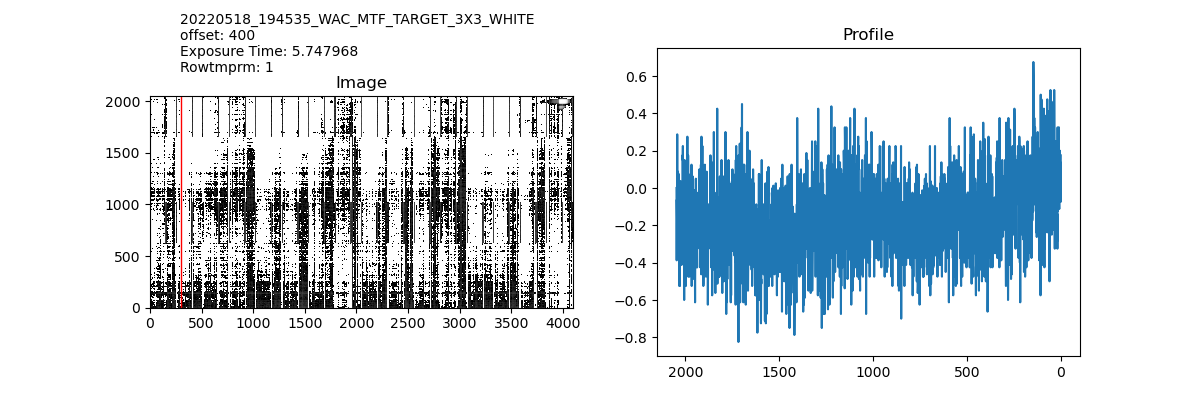 20220518_194535_WAC_MTF_TARGET_3X3_WHITE
offset: 400
Exposure Time: 5.747968
Rowtmprm: 1
Image
2000
1500
1000
500
0
0 500 1000 1500 2000 2500 3000 3500 4000
Profile
0.6
0.4
0.2
0.0
−0.2
−0.4
−0.6
−0.8
2000 1500 1000 500 0